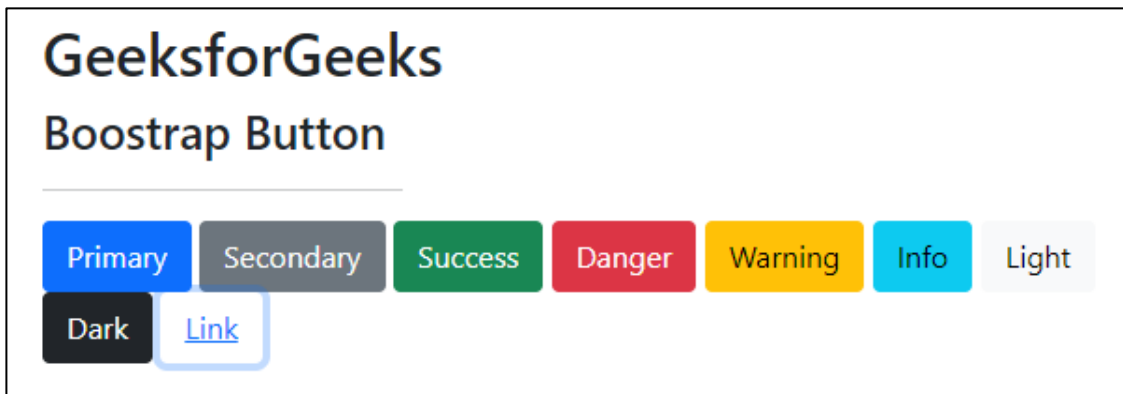 GeeksforGeeks
Boostrap Button
Primary Secondary Success Danger Warning Info Light
Dark Link